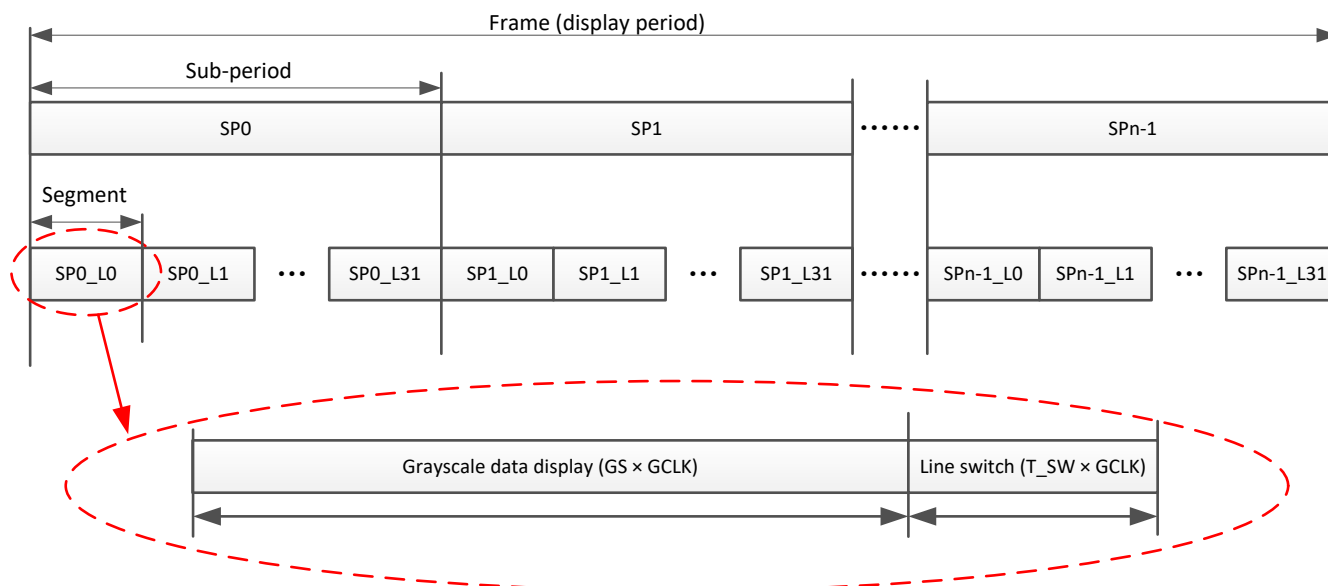 Frame (display period)
Sub-period
SP0 SP1 •••••• SPn-1
Segment
SP0_L0 SP0_L1 ••• SP0_L31 SP1_L0 SP1_L1 ••• SP1_L31 •••••• SPn-1_L0 SPn-1_L1 ••• SPn-1_L31
Grayscale data display (GS × GCLK) Line switch (T_SW × GCLK)